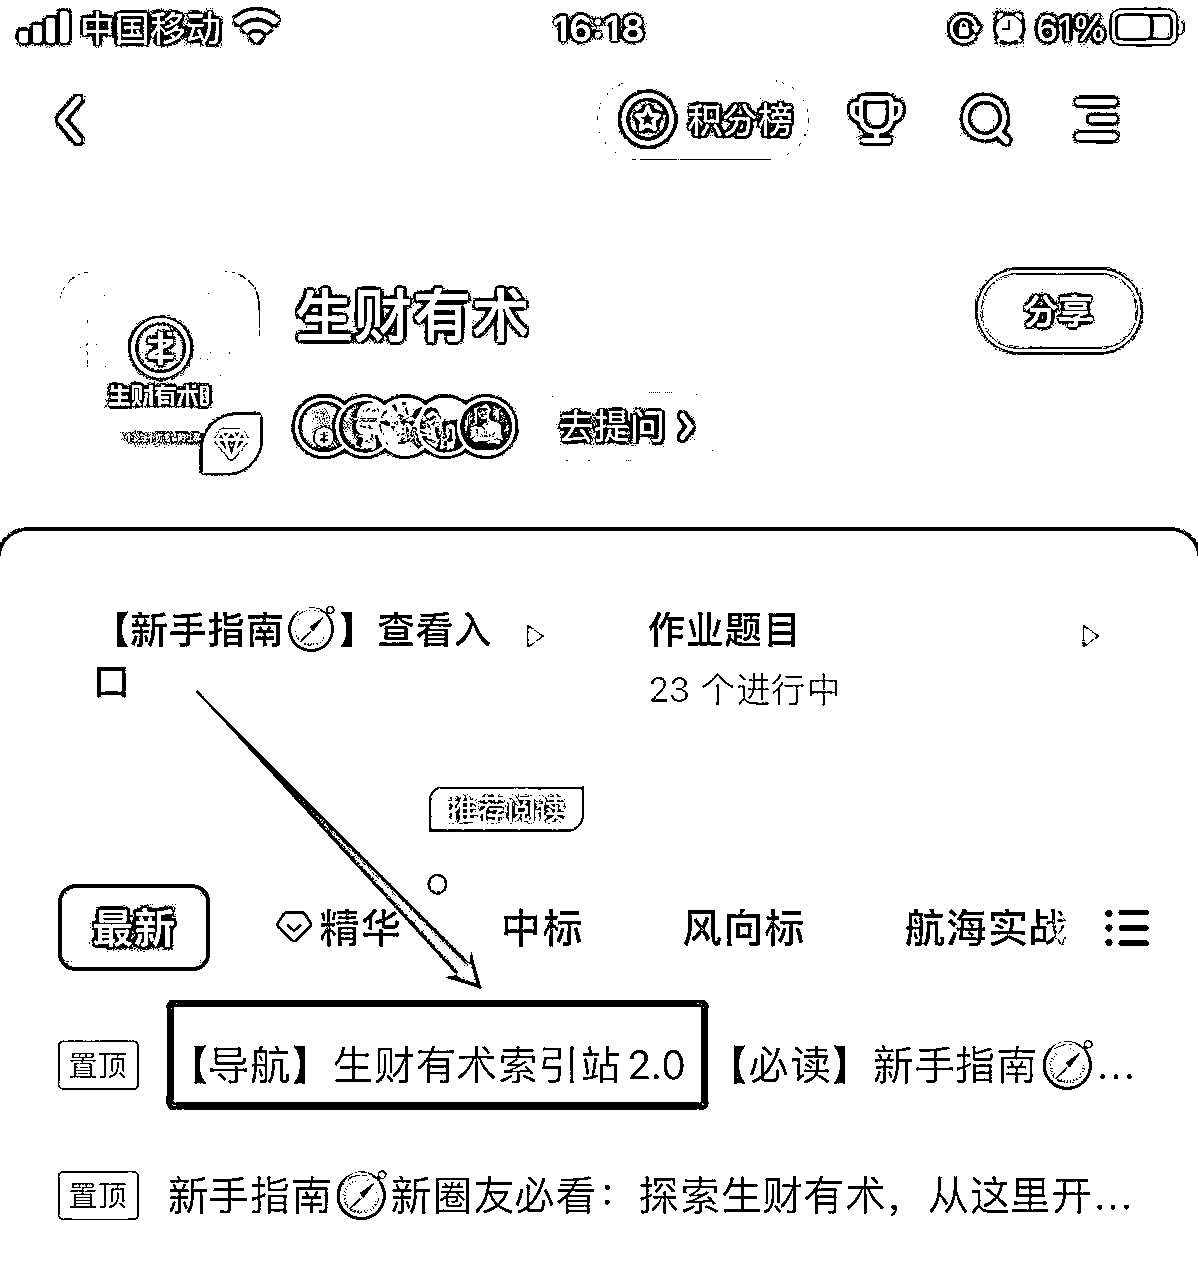 中国移动 16:18 61%
积分榜
生财有术
分享
生财有术
去提问
【新手指南🧭】查看入口
作业题目
23 个进行中
推荐阅读
最新 精华 中标 风向标 航海实战
置顶 【导航】生财有术索引站 2.0 【必读】新手指南🧭...
置顶 新手指南🧭新圈友必看：探索生财有术，从这里开...